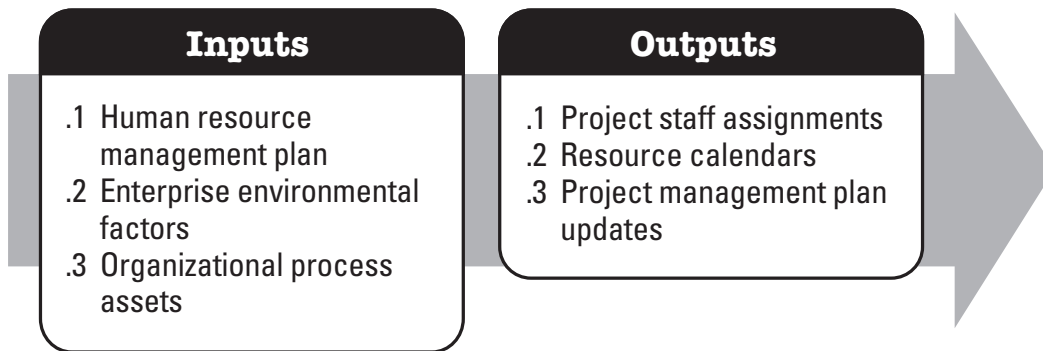 Inputs
.1 Human resource
management plan
.2 Enterprise environmental
factors
.3 Organizational process
assets
Outputs
.1 Project staff assignments
.2 Resource calendars
.3 Project management plan
updates